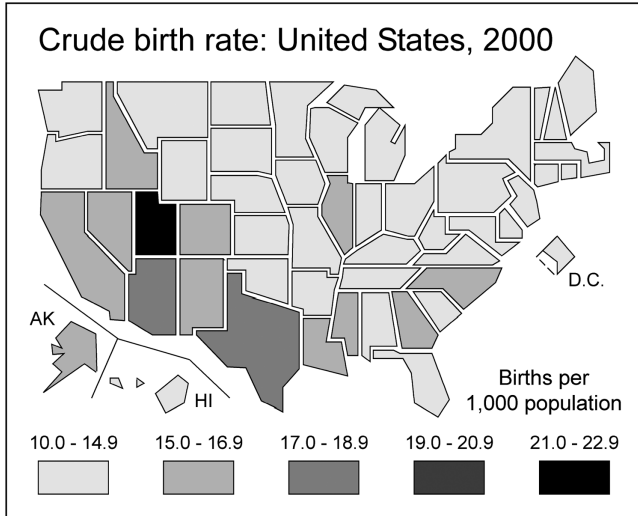 Crude birth rate: United States, 2000
D.C.
AK
HI
Births per
1,000 population
10.0 - 14.9 15.0 - 16.9 17.0 - 18.9 19.0 - 20.9 21.0 - 22.9